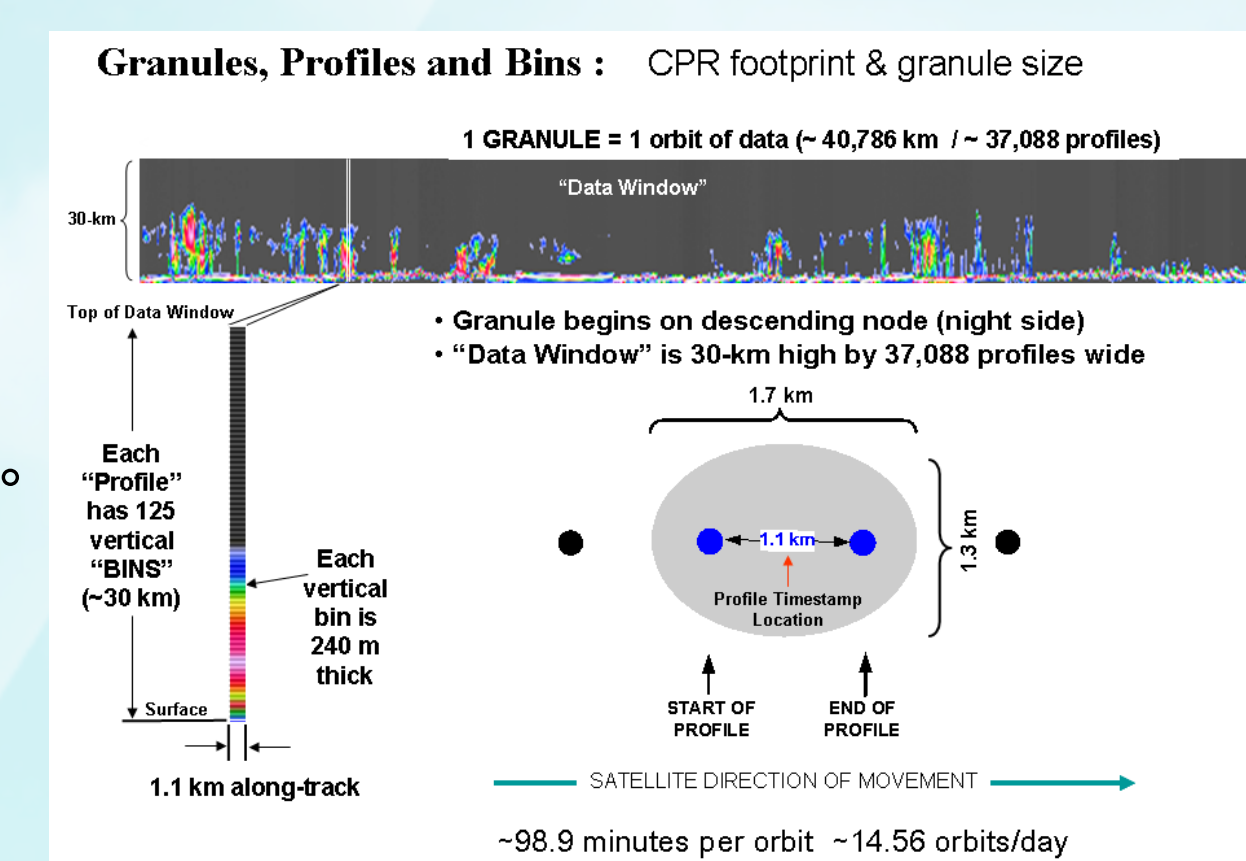 Granules, Profiles and Bins : CPR footprint & granule size
1 GRANULE = 1 orbit of data (~ 40,786 km / ~ 37,088 profiles)
“Data Window”
30-km
Top of Data Window
• Granule begins on descending node (night side)
• “Data Window” is 30-km high by 37,088 profiles wide
Each
“Profile”
has 125
vertical
“BINS”
(~30 km)
Each
vertical
bin is
240 m
thick
Surface
1.1 km along-track
1.7 km
1.3 km
1.1 km
Profile Timestamp
Location
START OF
PROFILE
END OF
PROFILE
SATELLITE DIRECTION OF MOVEMENT
~98.9 minutes per orbit ~14.56 orbits/day